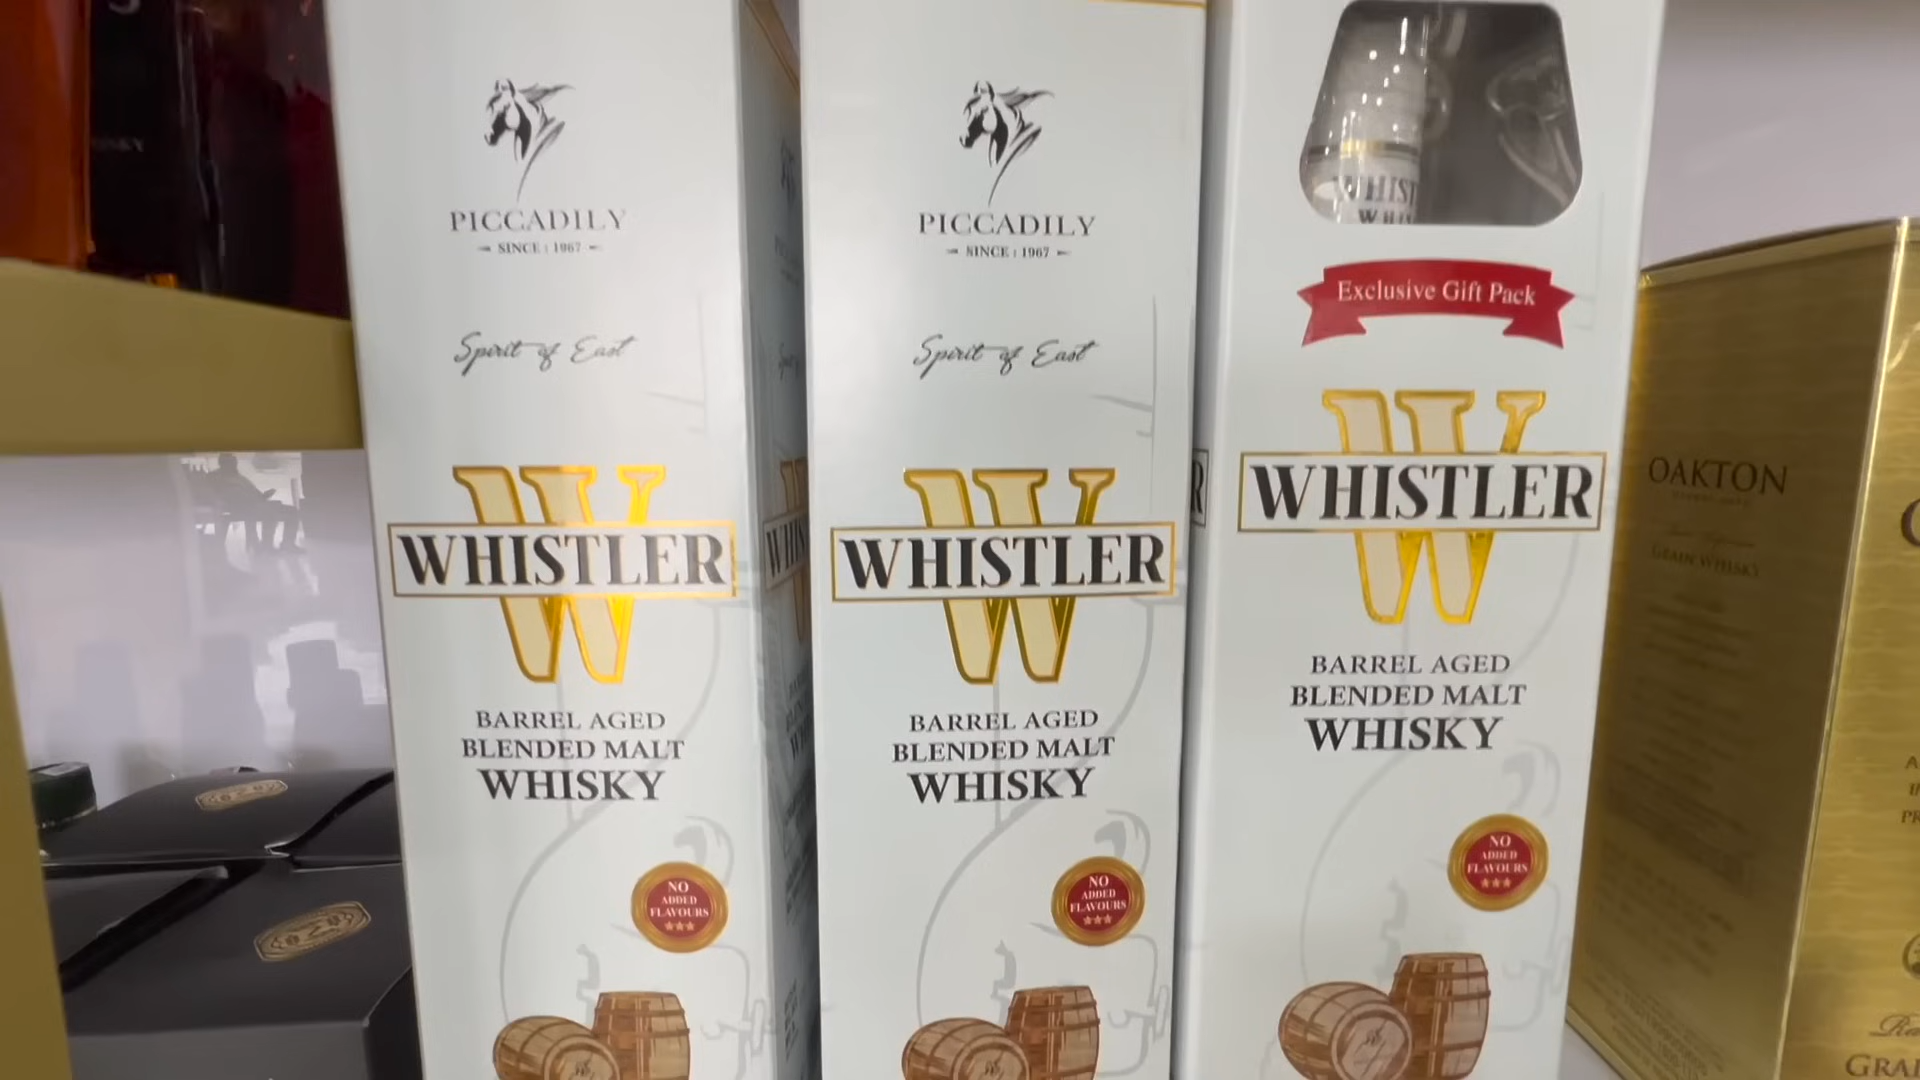 PICCADILY
SINCE : 1967
Spirit of East
WHISTLER
BARREL AGED
BLENDED MALT
WHISKY
NO
ADDED
FLAVOURS
PICCADILY
SINCE : 1967
Spirit of East
WHISTLER
BARREL AGED
BLENDED MALT
WHISKY
NO
ADDED
FLAVOURS
Exclusive Gift Pack
WHISTLER
BARREL AGED
BLENDED MALT
WHISKY
NO
ADDED
FLAVOURS
OAKTON
GRAIN WHISKY